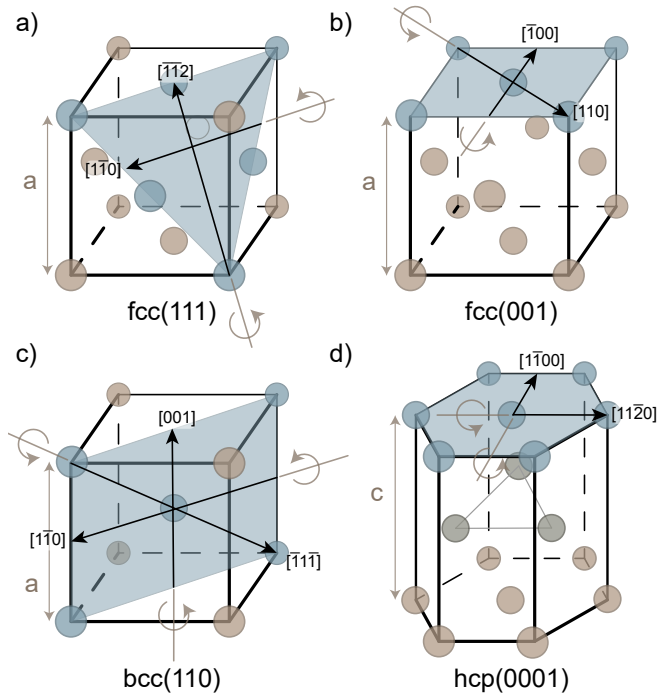 a)
[1̅1̅2]
[11̅0]
a
fcc(111)
b)
[1̅00]
[110]
a
fcc(001)
c)
[001]
[11̅0]
[1̅11̅]
a
bcc(110)
d)
[11̅00]
[112̅0]
c
hcp(0001)